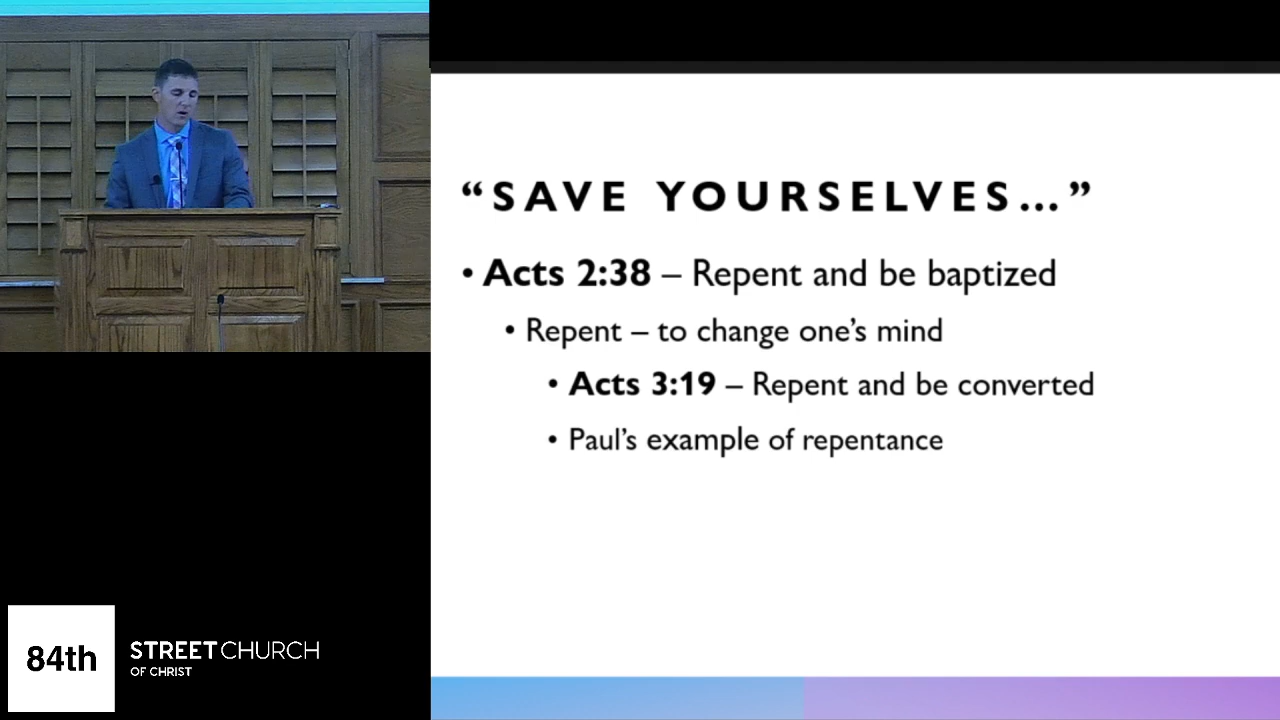 “SAVE YOURSELVES…”
• Acts 2:38 – Repent and be baptized
• Repent – to change one’s mind
• Acts 3:19 – Repent and be converted
• Paul’s example of repentance
84th
STREET CHURCH
OF CHRIST